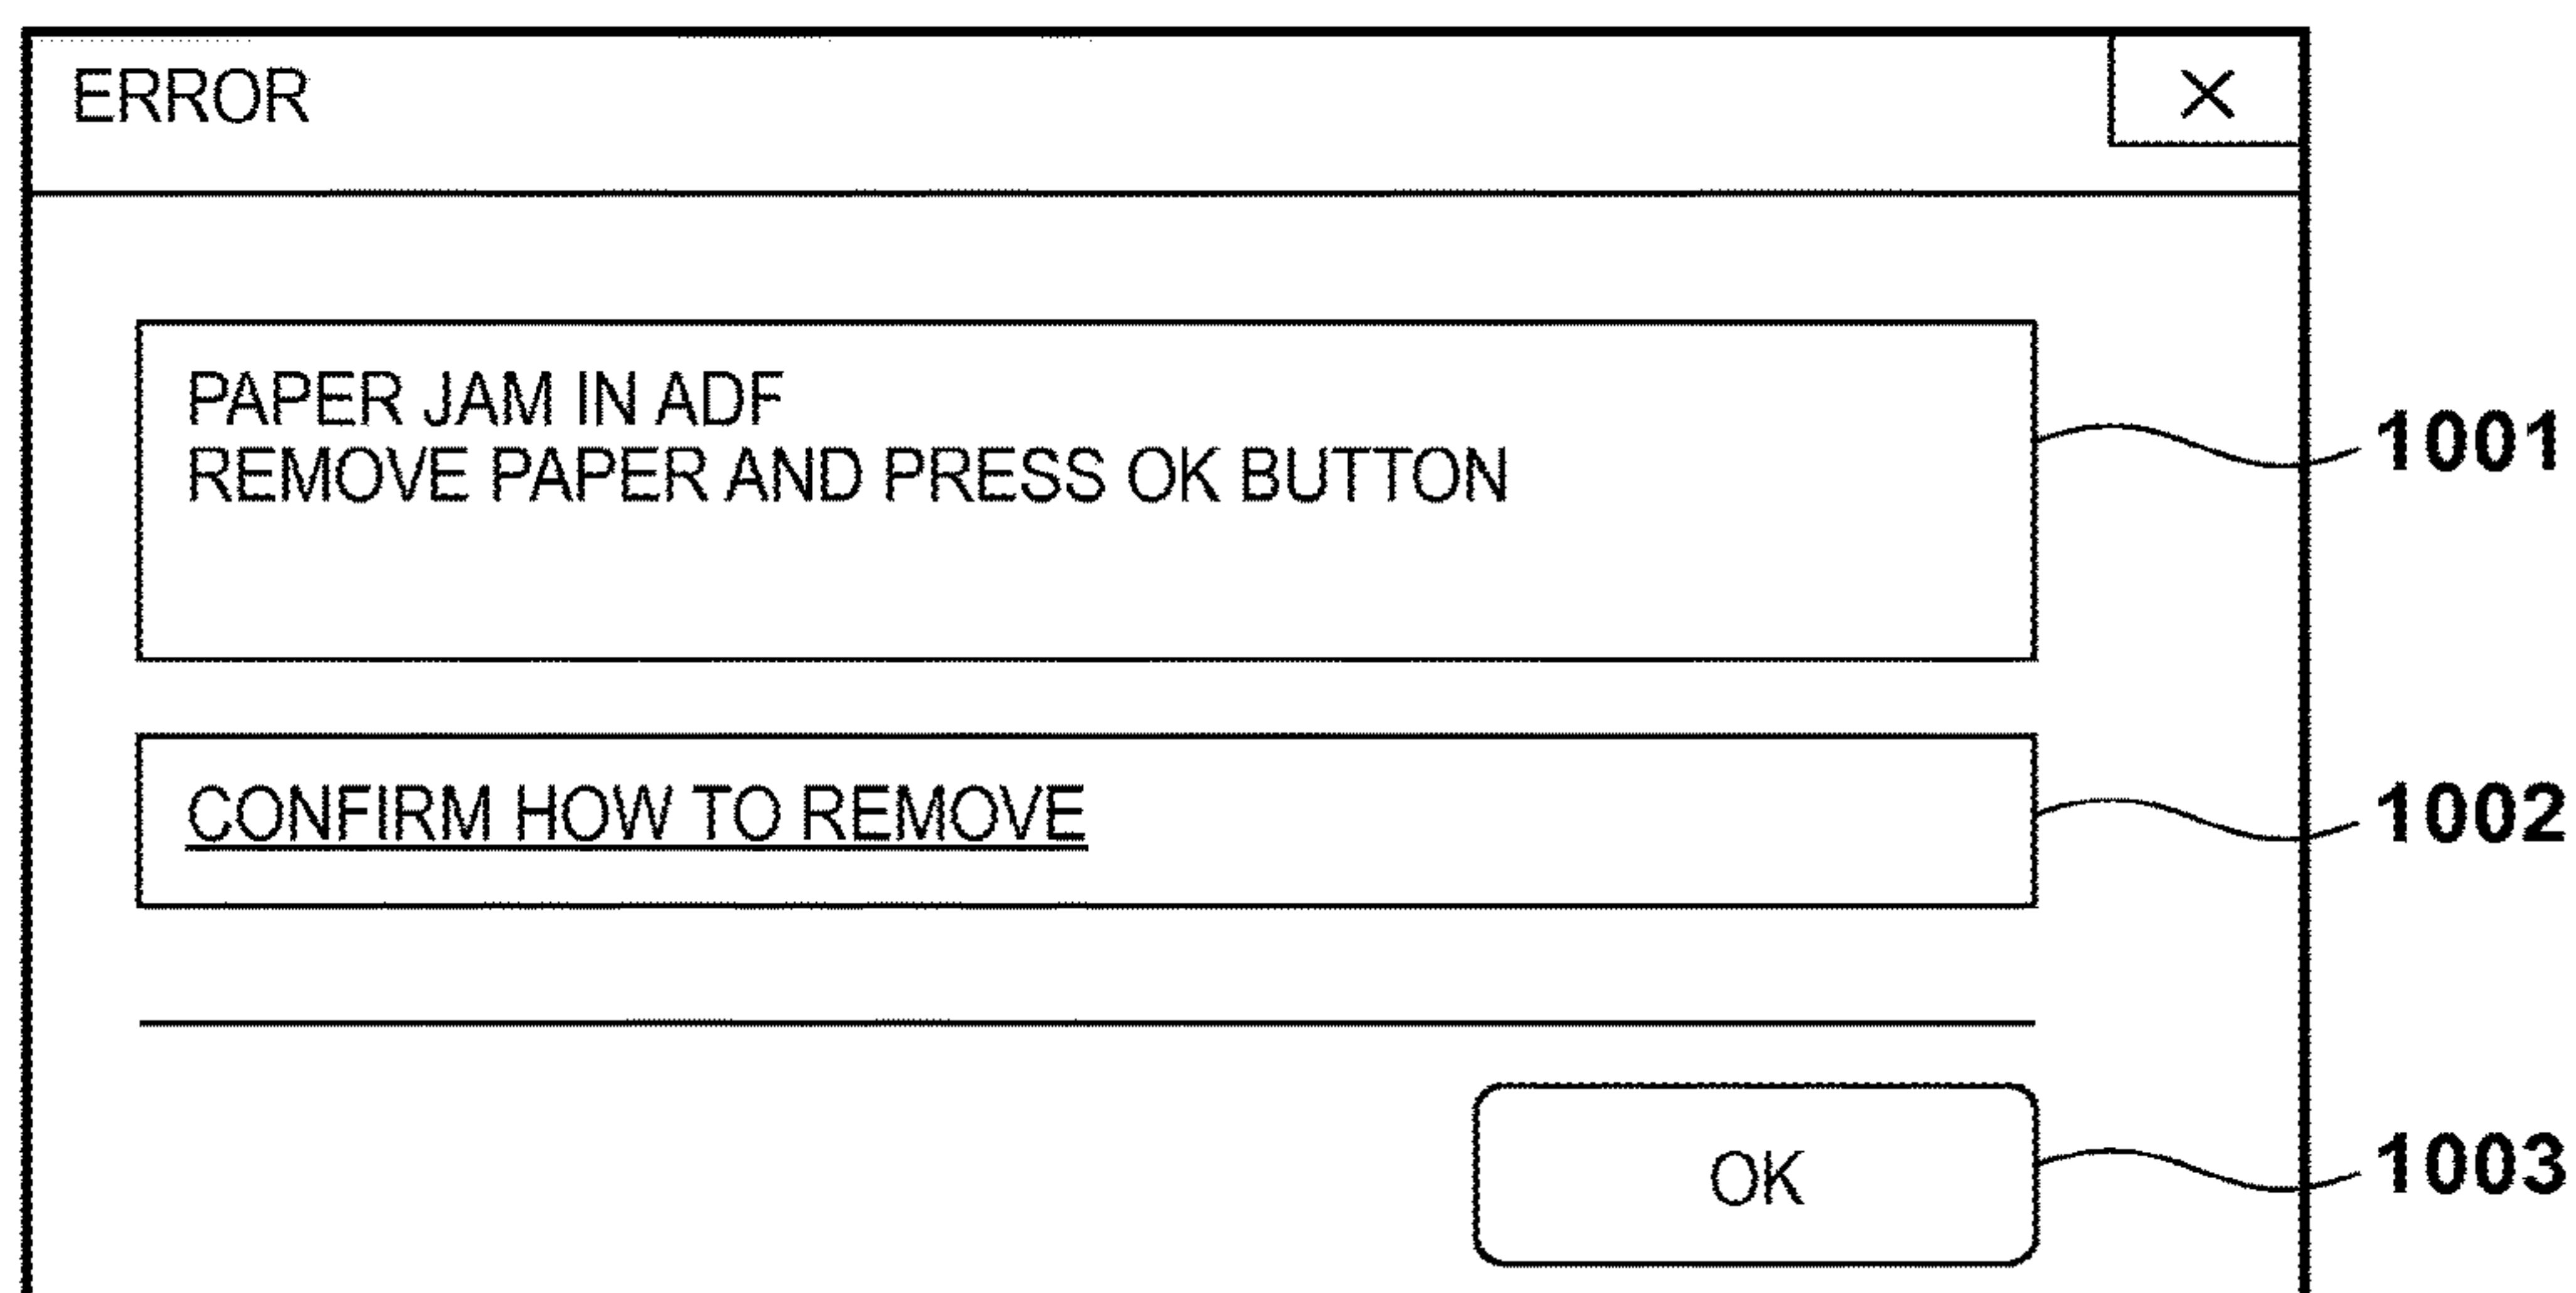 ERROR ×
PAPER JAM IN ADF
REMOVE PAPER AND PRESS OK BUTTON
1001
CONFIRM HOW TO REMOVE
1002
OK
1003